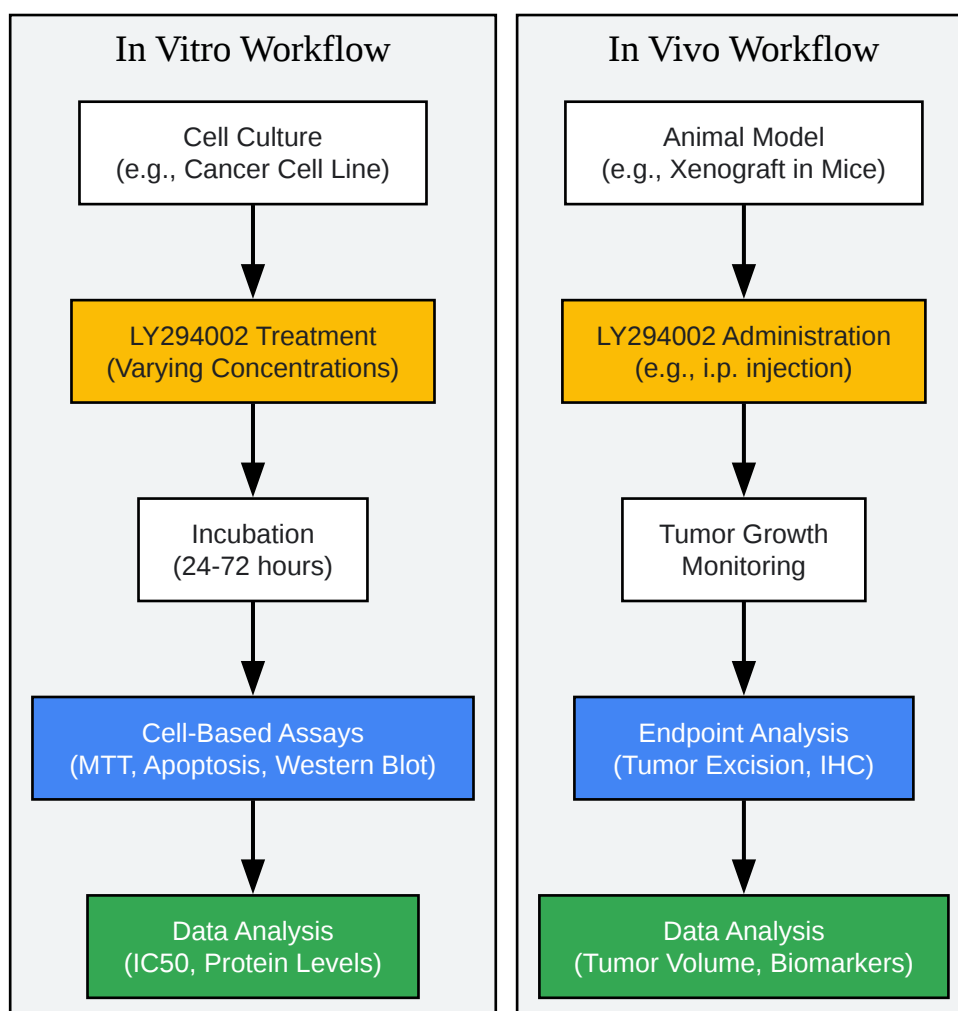 In Vitro Workflow
Cell Culture
(e.g., Cancer Cell Line)
LY294002 Treatment
(Varying Concentrations)
Incubation
(24-72 hours)
Cell-Based Assays
(MTT, Apoptosis, Western Blot)
Data Analysis
(IC50, Protein Levels)
In Vivo Workflow
Animal Model
(e.g., Xenograft in Mice)
LY294002 Administration
(e.g., i.p. injection)
Tumor Growth
Monitoring
Endpoint Analysis
(Tumor Excision, IHC)
Data Analysis
(Tumor Volume, Biomarkers)